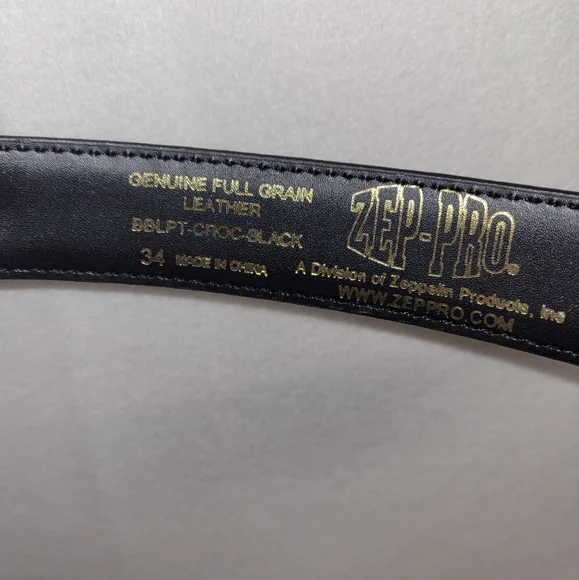 GENUINE FULL GRAIN
LEATHER
BBLPT-CROC-BLACK
34 MADE IN CHINA
ZEP-PRO®
A Division of Zeppelin Products, Inc
WWW.ZEPPRO.COM